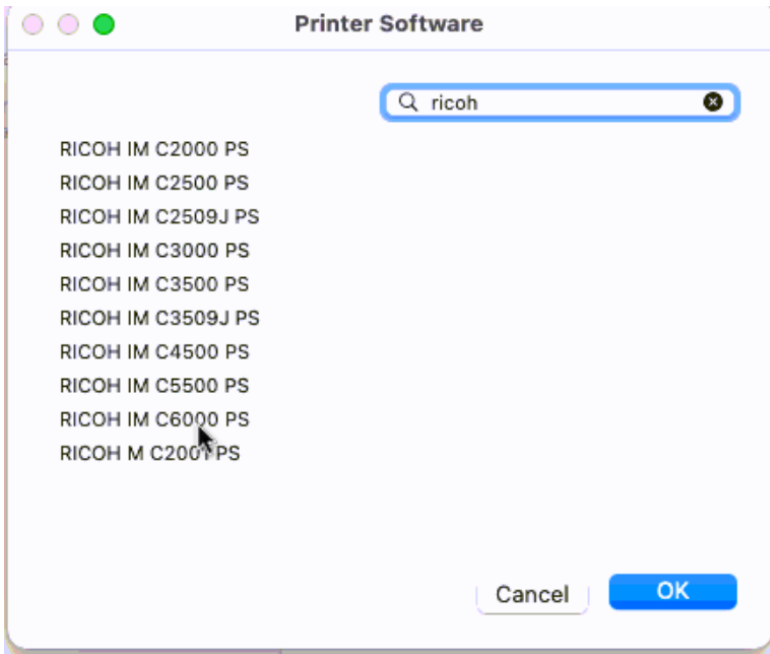 Printer Software
ricoh
RICOH IM C2000 PS
RICOH IM C2500 PS
RICOH IM C2509J PS
RICOH IM C3000 PS
RICOH IM C3500 PS
RICOH IM C3509J PS
RICOH IM C4500 PS
RICOH IM C5500 PS
RICOH IM C6000 PS
RICOH M C2001 PS
Cancel
OK